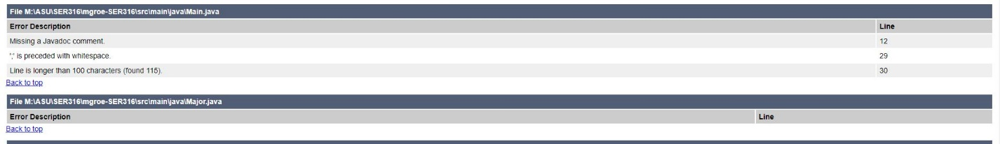 File M:\ASU\SER316\mgroe-SER316\src\main\java\Main.java
Error Description Line
Missing a Javadoc comment. 12
';' is preceded with whitespace. 29
Line is longer than 100 characters (found 115). 30
Back to top
File M:\ASU\SER316\mgroe-SER316\src\main\java\Major.java
Error Description Line
Back to top